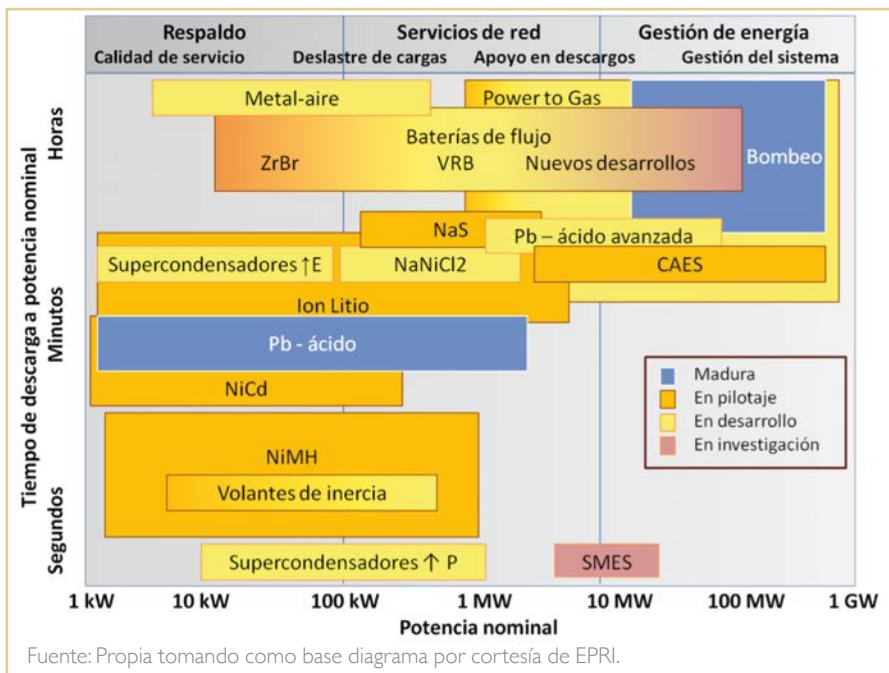 Respaldo Servicios de red Gestión de energía
Calidad de servicio Deslastre de cargas Apoyo en descargos Gestión del sistema
Tiempo de descarga a potencia nominal
Horas
Minutos
Segundos
Metal-aire
Power to Gas
Baterías de flujo
ZrBr VRB Nuevos desarrollos
Bombeo
NaS
Pb – ácido avanzada
Supercondensadores ↑E
NaNiCl2
CAES
Ion Litio
Pb - ácido
NiCd
NiMH
Volantes de inercia
Supercondensadores ↑ P
SMES
Madura
En pilotaje
En desarrollo
En investigación
1 kW 10 kW 100 kW 1 MW 10 MW 100 MW 1 GW
Potencia nominal
Fuente: Propia tomando como base diagrama por cortesía de EPRI.